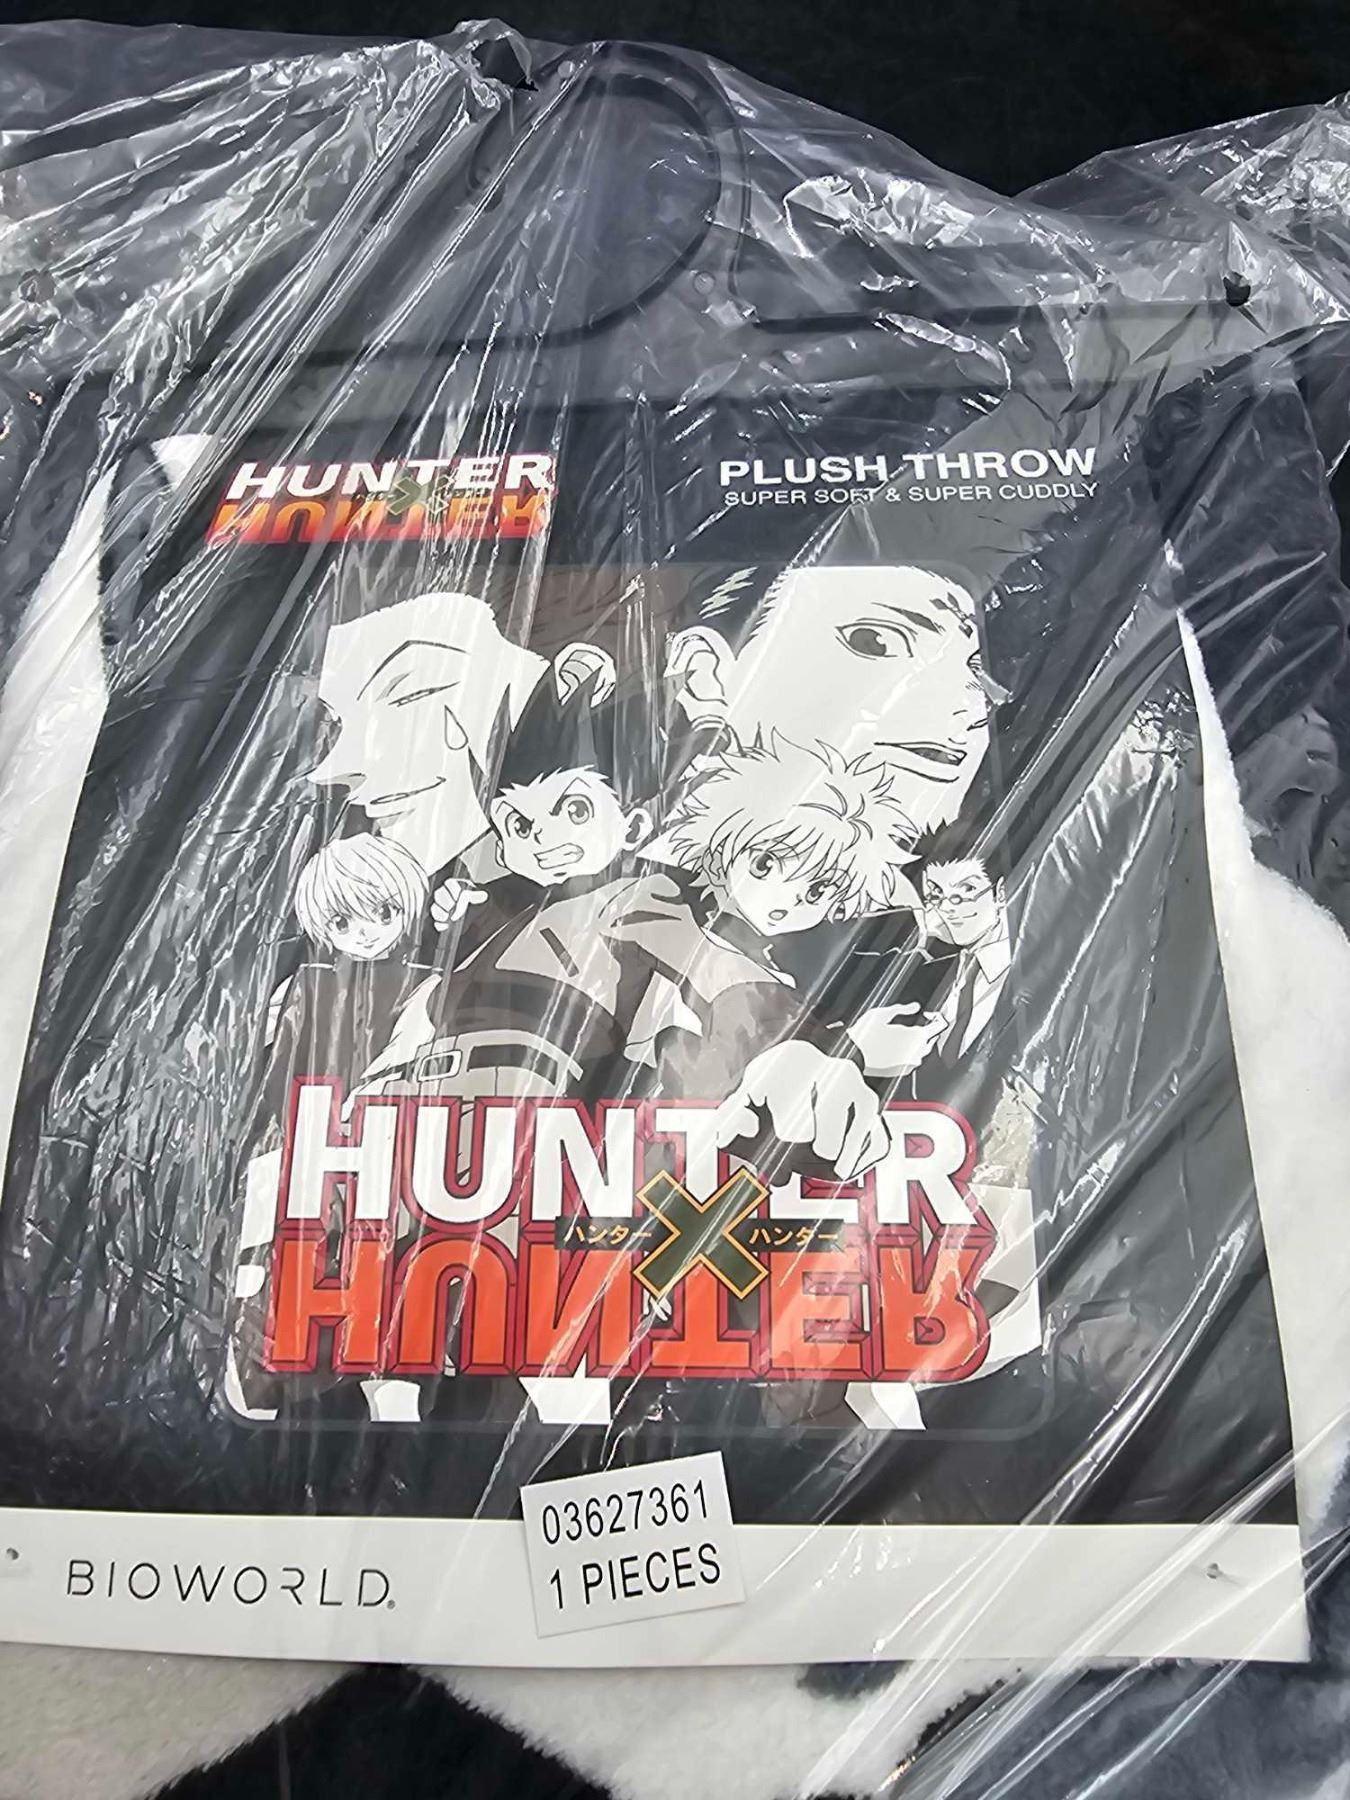 HUNTER
HUNTER
PLUSH THROW
SUPER SOFT & SUPER CUDDLY
HUNTER
ハンター×ハンター
HUNTER
BIOWORLD®
03627361
1 PIECES